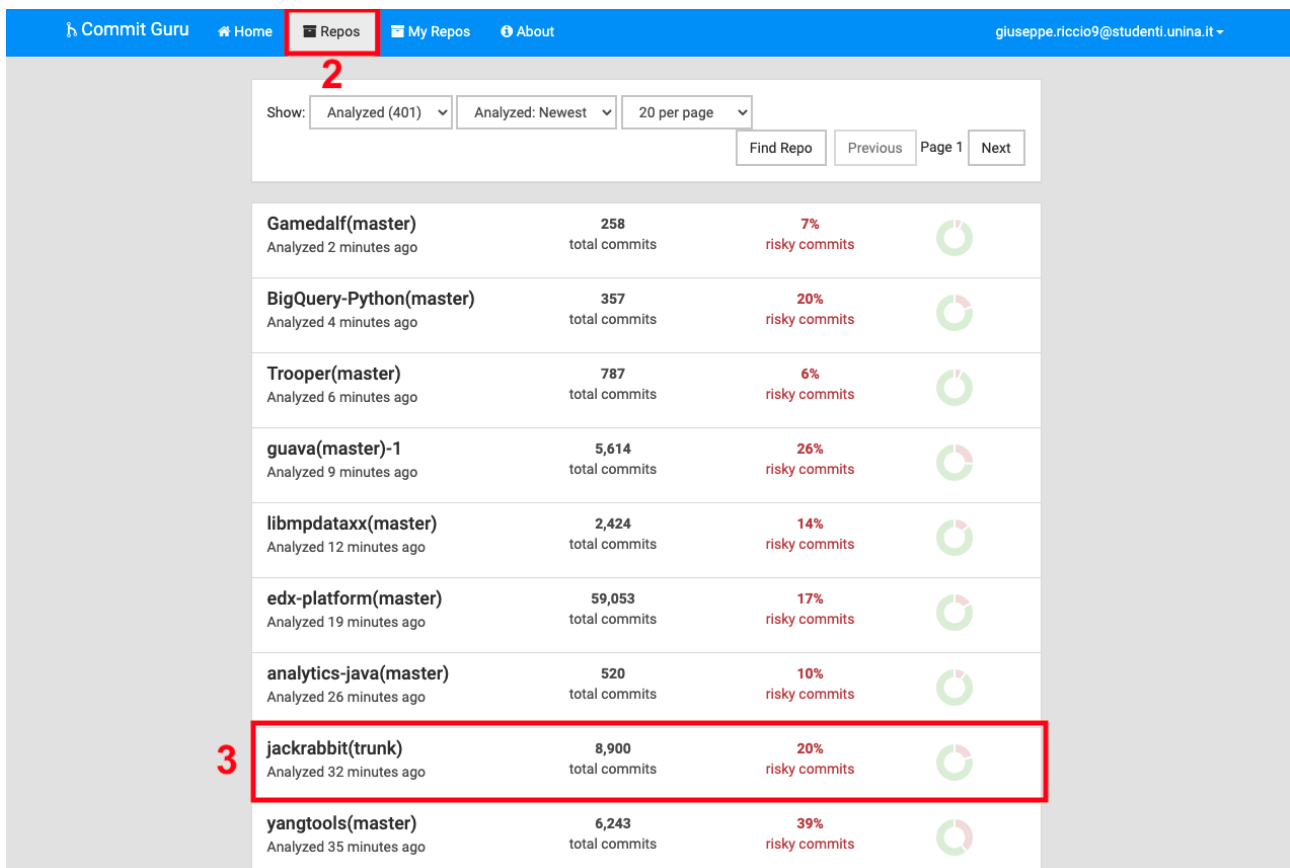 Commit Guru Home Repos My Repos About giuseppe.riccio9@studenti.unina.it
2
Show: Analyzed (401) Analyzed: Newest 20 per page
Find Repo Previous Page 1 Next
Gamedalf(master) 258 7%
Analyzed 2 minutes ago total commits risky commits
BigQuery-Python(master) 357 20%
Analyzed 4 minutes ago total commits risky commits
Trooper(master) 787 6%
Analyzed 6 minutes ago total commits risky commits
guava(master)-1 5,614 26%
Analyzed 9 minutes ago total commits risky commits
libmpdataxx(master) 2,424 14%
Analyzed 12 minutes ago total commits risky commits
edx-platform(master) 59,053 17%
Analyzed 19 minutes ago total commits risky commits
analytics-java(master) 520 10%
Analyzed 26 minutes ago total commits risky commits
3
jackrabbit(trunk) 8,900 20%
Analyzed 32 minutes ago total commits risky commits
yangtools(master) 6,243 39%
Analyzed 35 minutes ago total commits risky commits